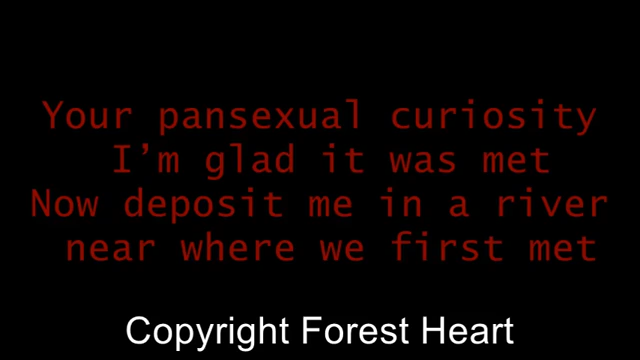 Your pansexual curiosity
I'm glad it was met
Now deposit me in a river
near where we first met
Copyright Forest Heart